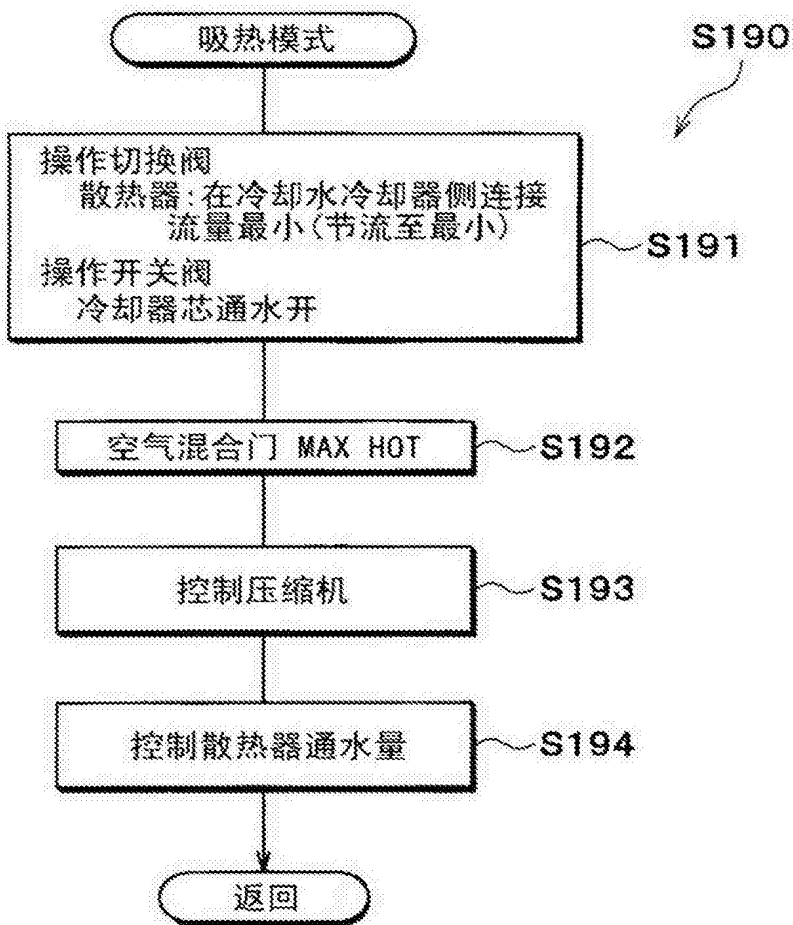 吸热模式
S190
操作切换阀
散热器:在冷却水冷却器侧连接
流量最小(节流至最小)
操作开关阀
冷却器芯通水开
S191
空气混合门 MAX HOT
S192
控制压缩机
S193
控制散热器通水量
S194
返回